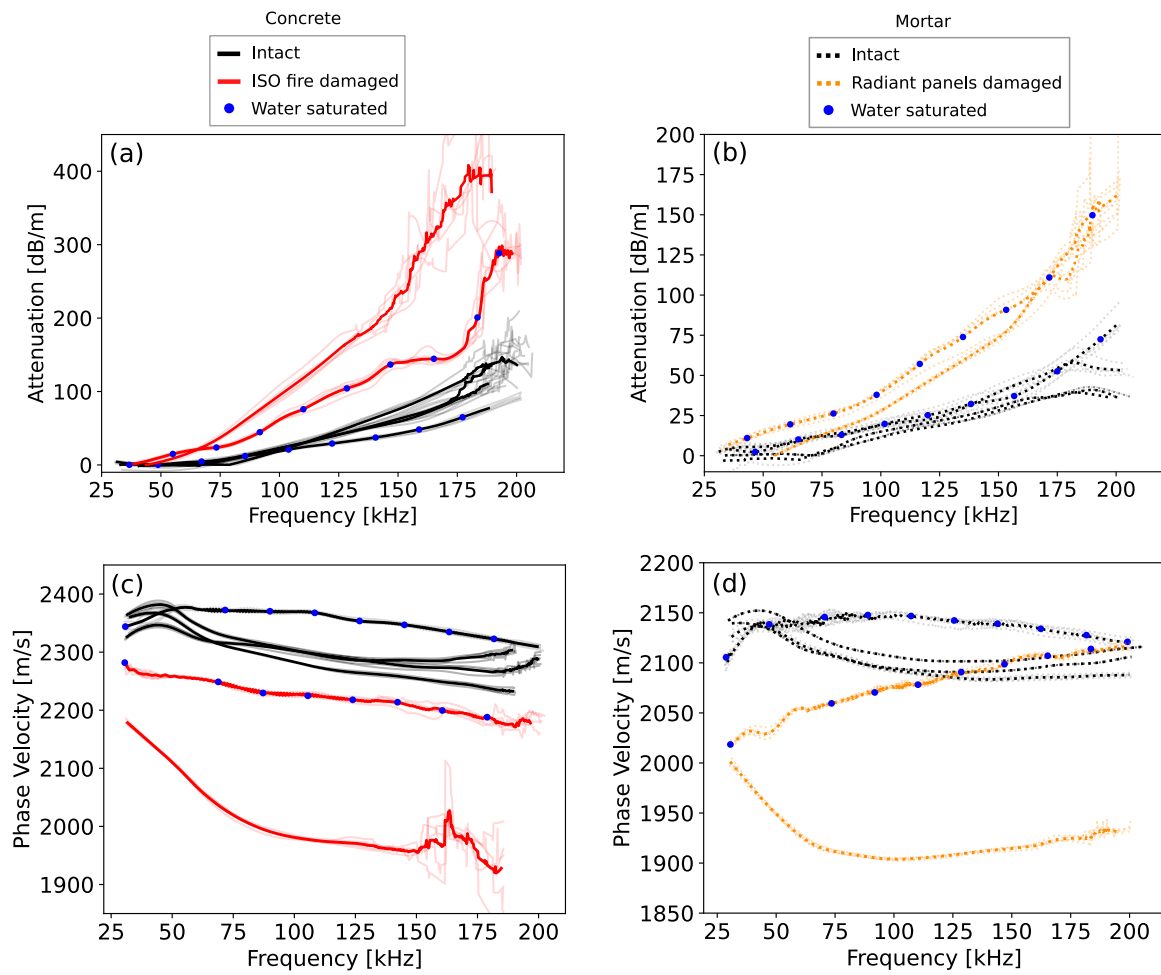 Concrete
Intact
ISO fire damaged
Water saturated
Mortar
Intact
Radiant panels damaged
Water saturated
(a)
400
300
200
100
0
25 50 75 100 125 150 175 200
Attenuation [dB/m]
Frequency [kHz]
(b)
200
175
150
125
100
75
50
25
0
25 50 75 100 125 150 175 200
Attenuation [dB/m]
Frequency [kHz]
(c)
2400
2300
2200
2100
2000
1900
25 50 75 100 125 150 175 200
Phase Velocity [m/s]
Frequency [kHz]
(d)
2200
2150
2100
2050
2000
1950
1900
1850
25 50 75 100 125 150 175 200
Phase Velocity [m/s]
Frequency [kHz]